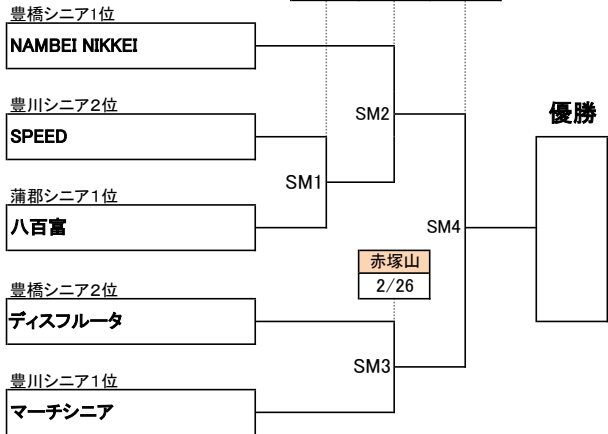 豊橋シニア1位
NAMBEI NIKKEI
豊川シニア2位
SPEED
SM2
優勝
SM1
蒲郡シニア1位
八百富
SM4
赤塚山
2/26
豊橋シニア2位
ディスフルータ
SM3
豊川シニア1位
マーチシニア